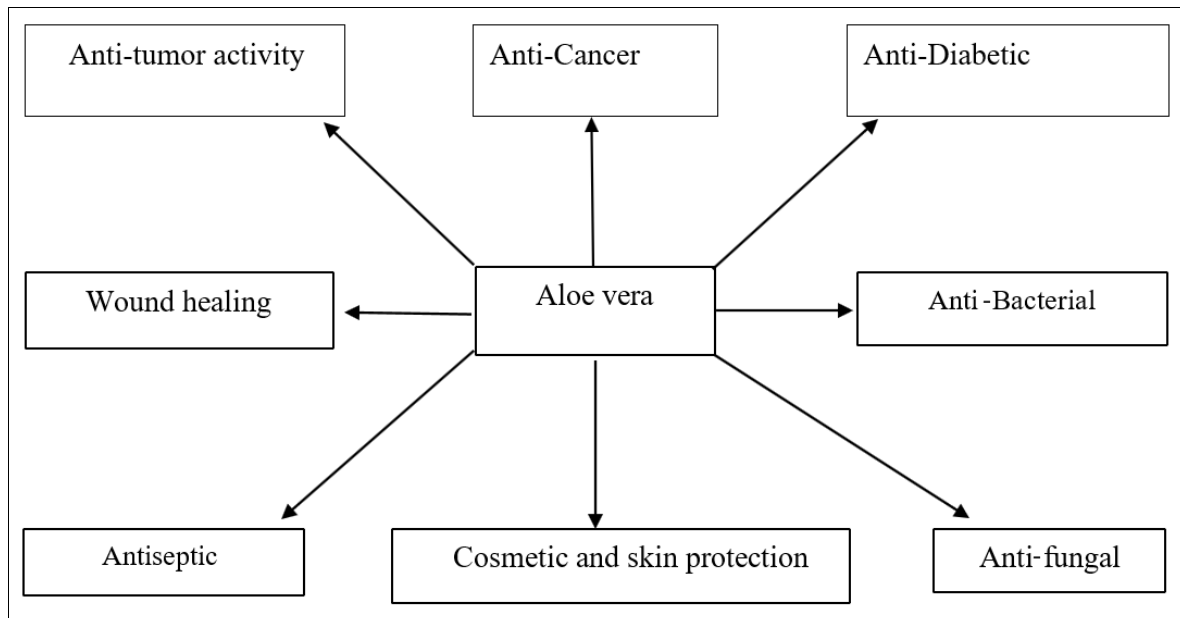 Anti-tumor activity
Anti-Cancer
Anti-Diabetic
Wound healing
Aloe vera
Anti-Bacterial
Antiseptic
Cosmetic and skin protection
Anti-fungal